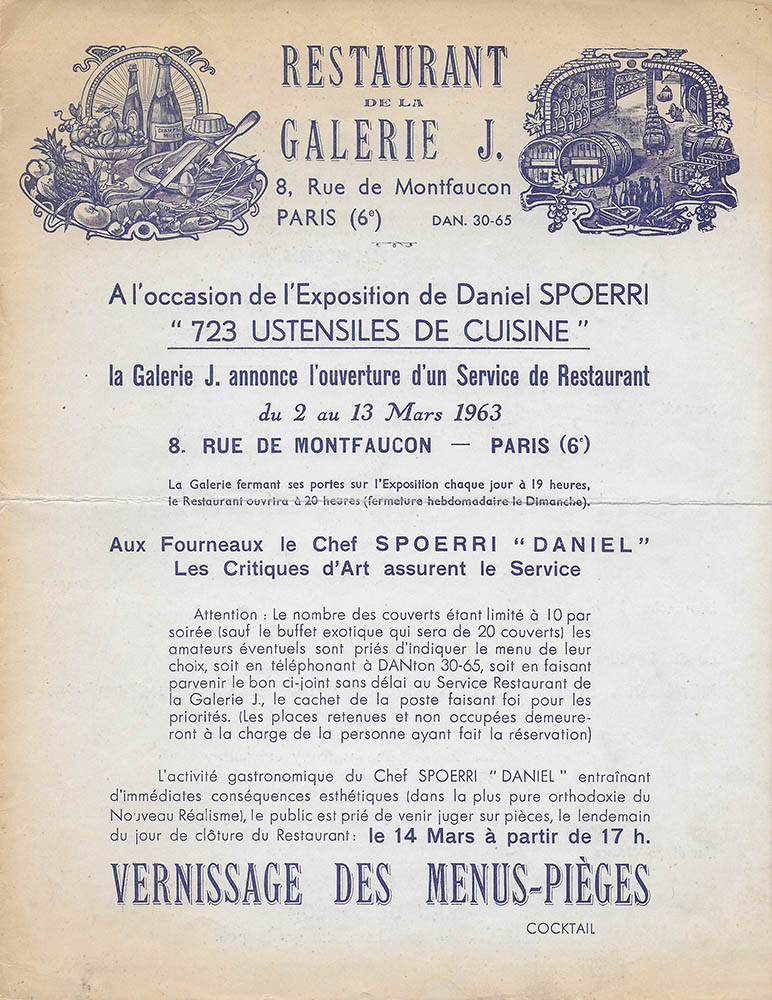 RESTAURANT
DE LA
GALERIE J.
8, Rue de Montfaucon
PARIS (6e) DAN. 30-65
CHAMPAGNE
A l'occasion de l'Exposition de Daniel SPOERRI
" 723 USTENSILES DE CUISINE "
la Galerie J. annonce l'ouverture d'un Service de Restaurant
du 2 au 13 Mars 1963
8. RUE DE MONTFAUCON — PARIS (6e)
La Galerie fermant ses portes sur l'Exposition chaque jour à 19 heures,
le Restaurant ouvrira à 20 heures (fermeture hebdomadaire le Dimanche).
Aux Fourneaux le Chef SPOERRI " DANIEL "
Les Critiques d'Art assurent le Service
Attention : Le nombre des couverts étant limité à 10 par
soirée (sauf le buffet exotique qui sera de 20 couverts) les
amateurs éventuels sont priés d'indiquer le menu de leur
choix, soit en téléphonant à DANton 30-65, soit en faisant
parvenir le bon ci-joint sans délai au Service Restaurant de
la Galerie J., le cachet de la poste faisant foi pour les
priorités. (Les places retenues et non occupées demeure-
ront à la charge de la personne ayant fait la réservation)
L'activité gastronomique du Chef SPOERRI " DANIEL " entraînant
d'immédiates conséquences esthétiques (dans la plus pure orthodoxie du
Nouveau Réalisme), le public est prié de venir juger sur pièces, le lendemain
du jour de clôture du Restaurant : le 14 Mars à partir de 17 h.
VERNISSAGE DES MENUS-PIÈGES
COCKTAIL